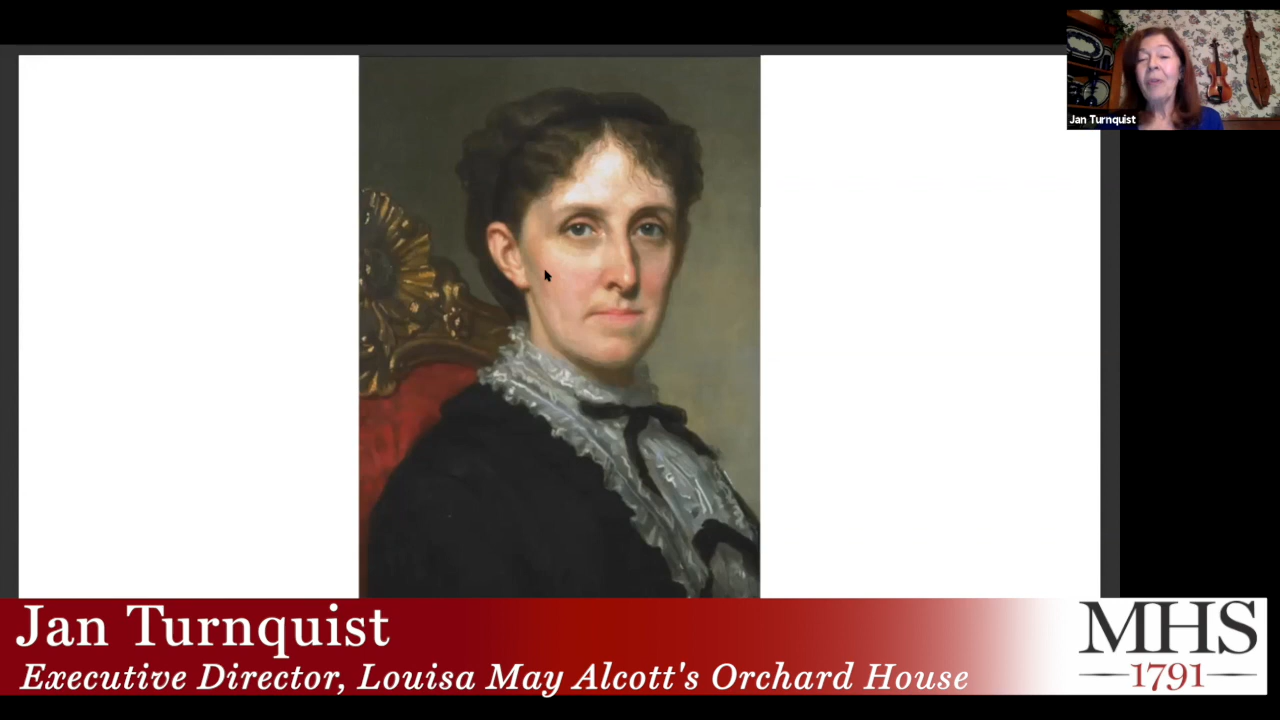 Jan Turnquist
Jan Turnquist
Executive Director, Louisa May Alcott's Orchard House
MHS
1791